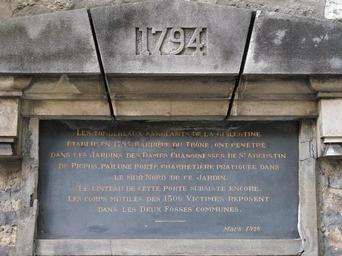 1794
Les tombereaux sanglants de la guillotine
établie en 1794 Barrière du Trône, ont pénétré
dans les Jardins des Dames Chanoinesses de St Augustin
de Picpus, par une porte charretière pratiquée dans
le mur Nord de ce Jardin.
Le linteau de cette porte subsiste encore.
Les corps mutilés des 1306 Victimes reposent
dans les Deux Fosses communes.
Mars